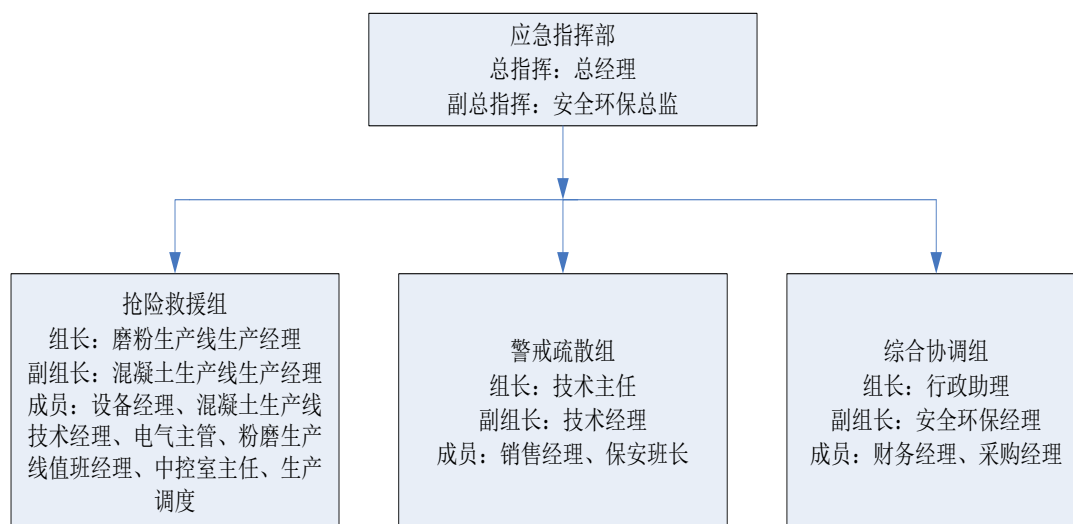 应急指挥部
总指挥：总经理
副总指挥：安全环保总监
抢险救援组
组长：磨粉生产线生产经理
副组长：混凝土生产线生产经理
成员：设备经理、混凝土生产线
技术经理、电气主管、粉磨生产
线值班经理、中控室主任、生产
调度
警戒疏散组
组长：技术主任
副组长：技术经理
成员：销售经理、保安班长
综合协调组
组长：行政助理
副组长：安全环保经理
成员：财务经理、采购经理